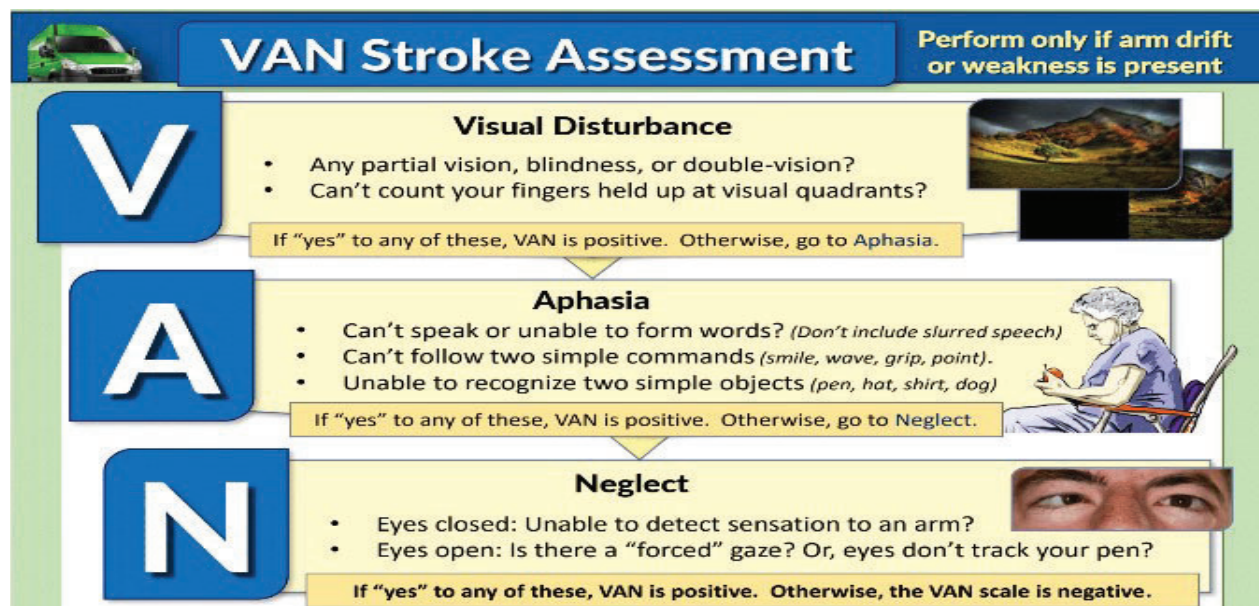 VAN Stroke Assessment
Perform only if arm drift
or weakness is present
V
Visual Disturbance
• Any partial vision, blindness, or double-vision?
• Can't count your fingers held up at visual quadrants?
If "yes" to any of these, VAN is positive. Otherwise, go to Aphasia.
A
Aphasia
• Can't speak or unable to form words? (Don't include slurred speech)
• Can't follow two simple commands (smile, wave, grip, point).
• Unable to recognize two simple objects (pen, hat, shirt, dog)
If "yes" to any of these, VAN is positive. Otherwise, go to Neglect.
N
Neglect
• Eyes closed: Unable to detect sensation to an arm?
• Eyes open: Is there a "forced" gaze? Or, eyes don't track your pen?
If "yes" to any of these, VAN is positive. Otherwise, the VAN scale is negative.